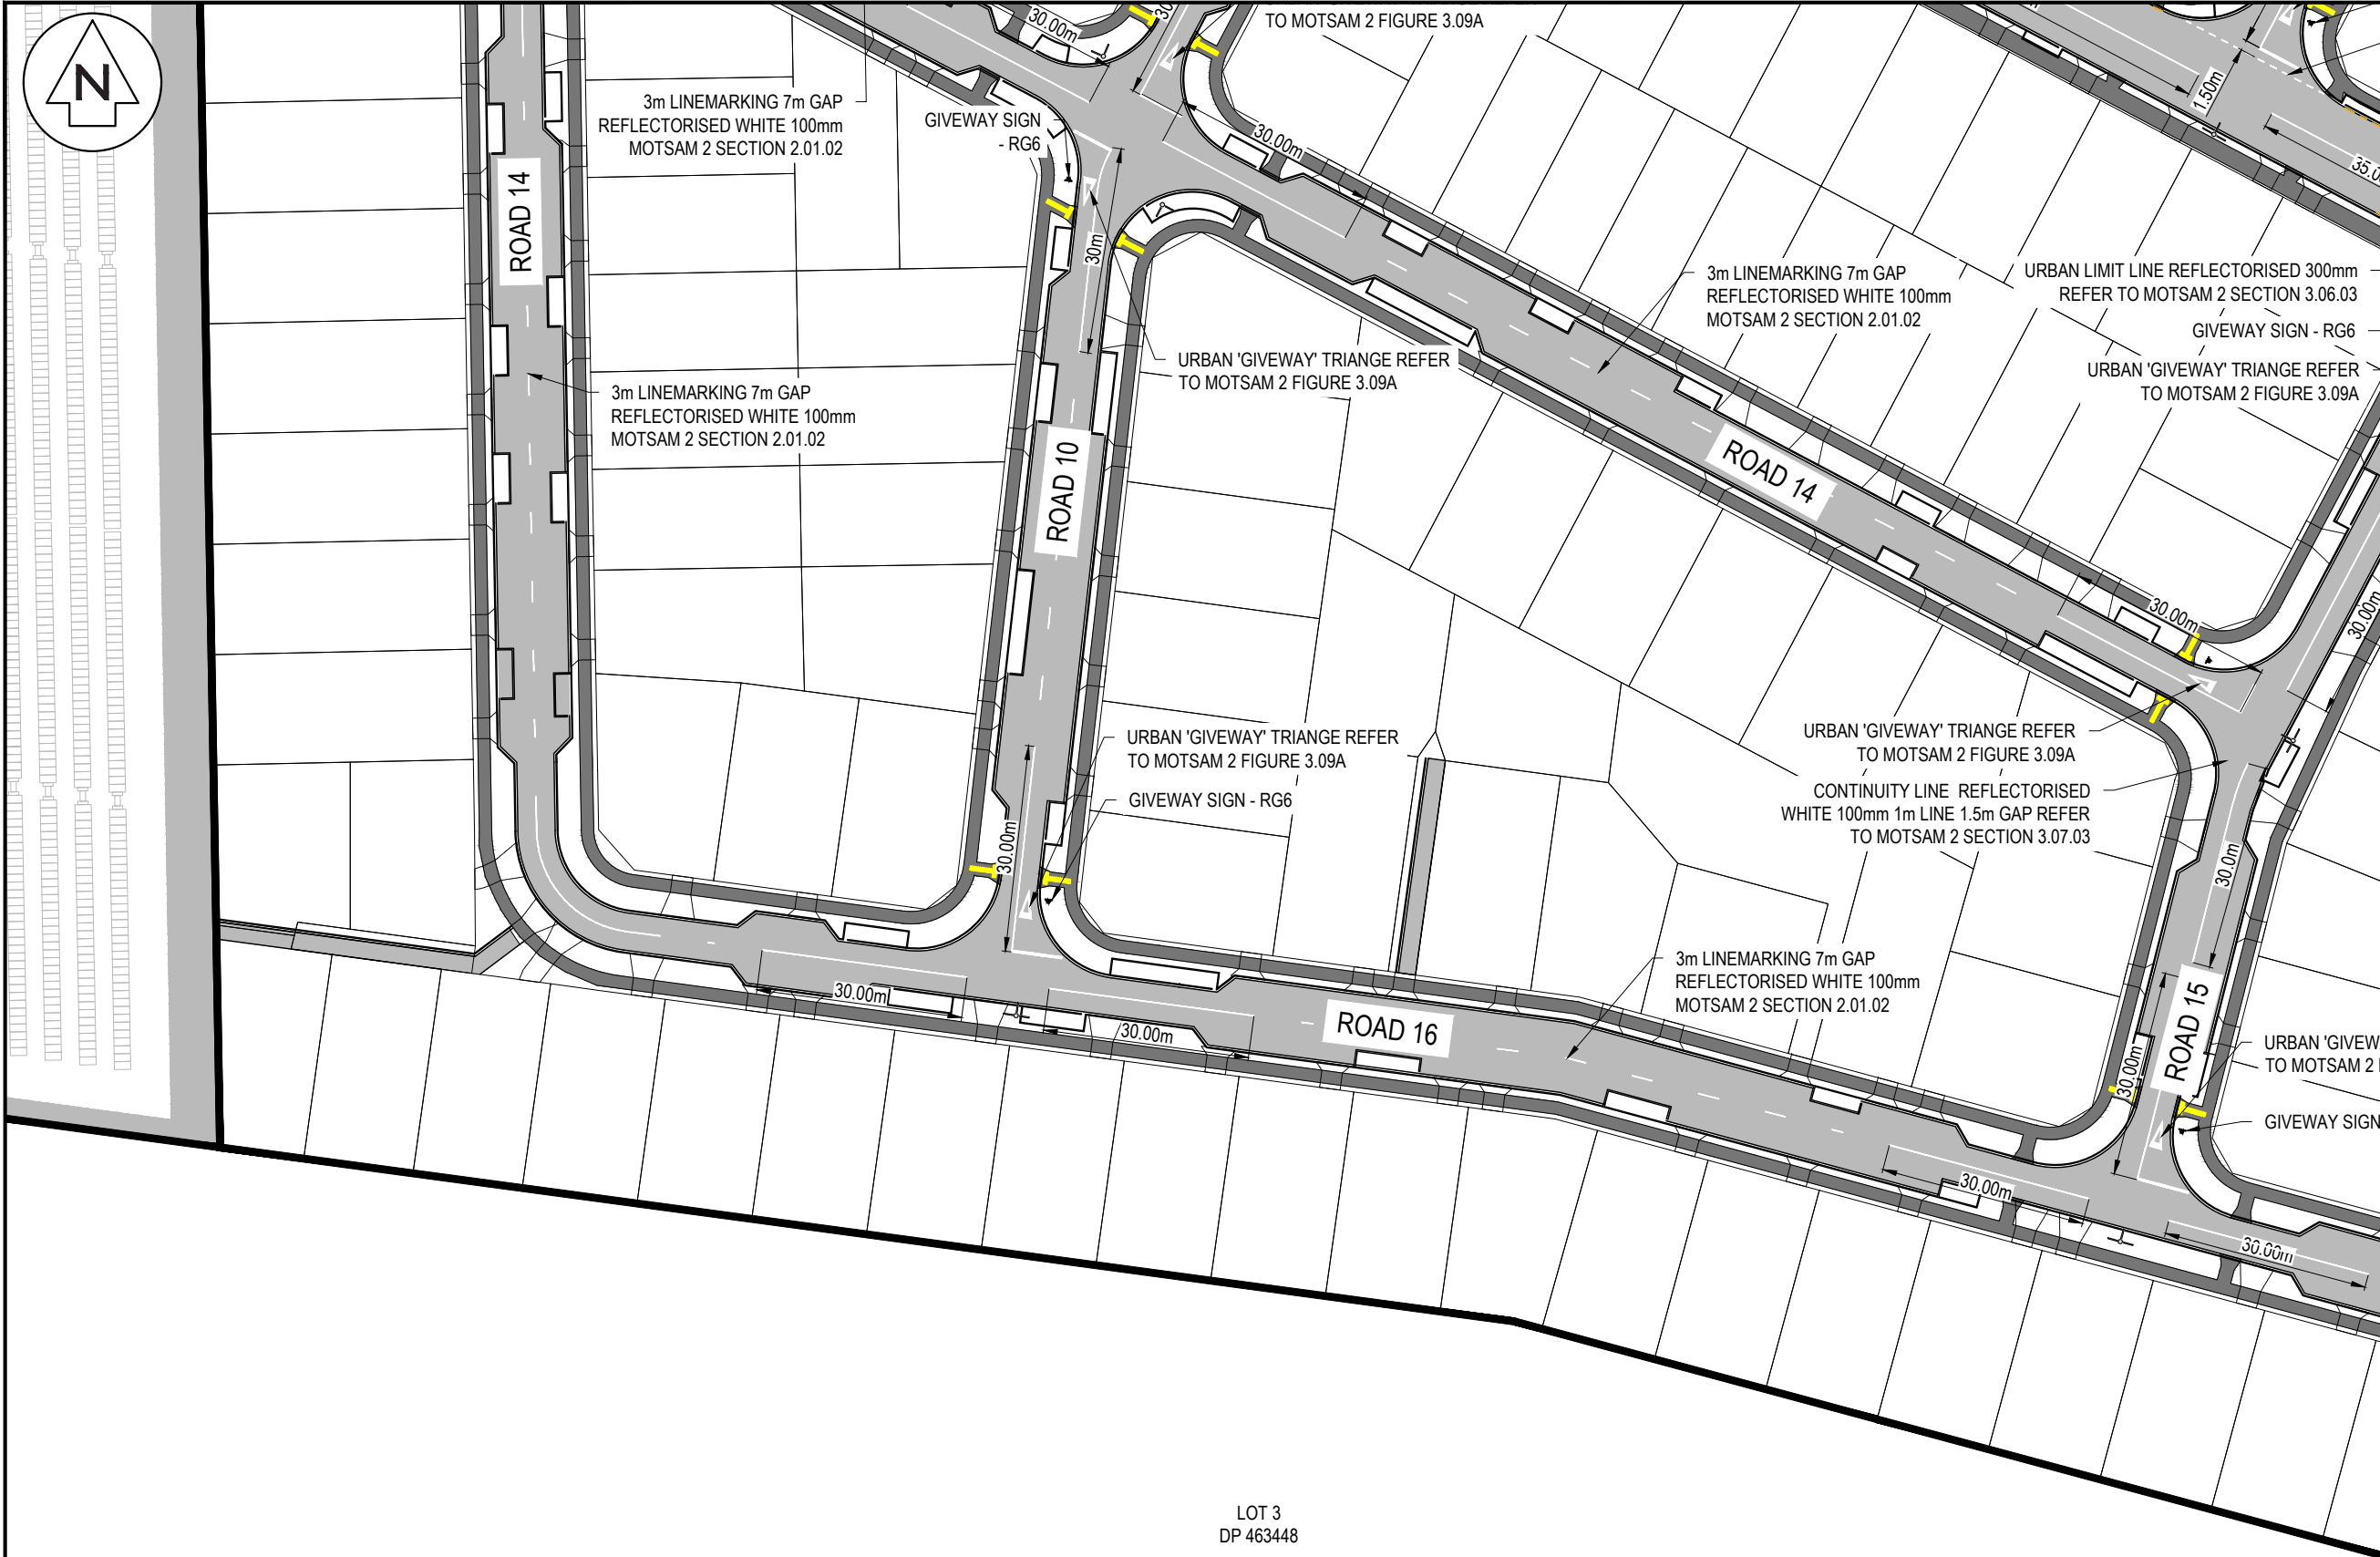 N
30.00m
30
TO MOTSAM 2 FIGURE 3.09A
3m LINEMARKING 7m GAP
REFLECTORISED WHITE 100mm
MOTSAM 2 SECTION 2.01.02
GIVEWAY SIGN
- RG6
30.00m
1.50m
35.0
ROAD 14
30m
3m LINEMARKING 7m GAP
REFLECTORISED WHITE 100mm
MOTSAM 2 SECTION 2.01.02
URBAN LIMIT LINE REFLECTORISED 300mm
REFER TO MOTSAM 2 SECTION 3.06.03
GIVEWAY SIGN - RG6
URBAN 'GIVEWAY' TRIANGE REFER
TO MOTSAM 2 FIGURE 3.09A
URBAN 'GIVEWAY' TRIANGE REFER
TO MOTSAM 2 FIGURE 3.09A
3m LINEMARKING 7m GAP
REFLECTORISED WHITE 100mm
MOTSAM 2 SECTION 2.01.02
ROAD 10
ROAD 14
30.00m
30.00m
URBAN 'GIVEWAY' TRIANGE REFER
TO MOTSAM 2 FIGURE 3.09A
GIVEWAY SIGN - RG6
30.00m
URBAN 'GIVEWAY' TRIANGE REFER
TO MOTSAM 2 FIGURE 3.09A
CONTINUITY LINE REFLECTORISED
WHITE 100mm 1m LINE 1.5m GAP REFER
TO MOTSAM 2 SECTION 3.07.03
30.0m
3m LINEMARKING 7m GAP
REFLECTORISED WHITE 100mm
MOTSAM 2 SECTION 2.01.02
30.00m
30.00m
ROAD 16
ROAD 15
30.00m
URBAN 'GIVEW
TO MOTSAM 2
GIVEWAY SIGN
30.00m
30.00m
LOT 3
DP 463448